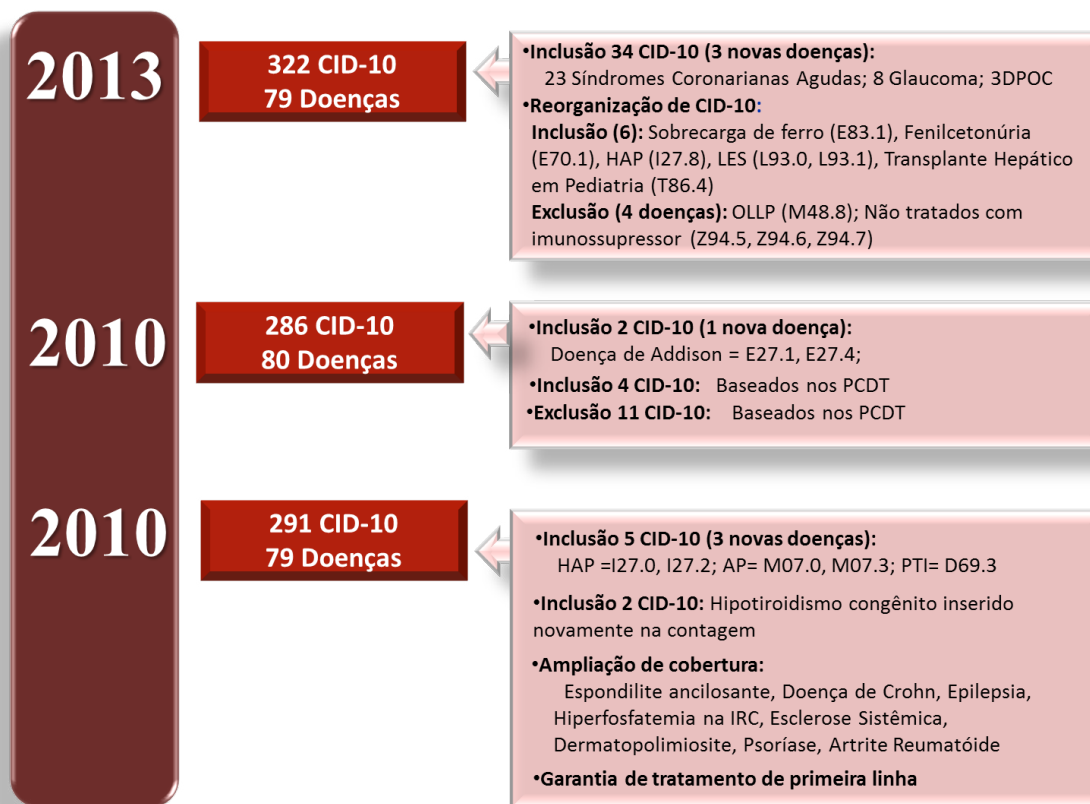 2013
322 CID-10
79 Doenças
•Inclusão 34 CID-10 (3 novas doenças):
23 Síndromes Coronarianas Agudas; 8 Glaucoma; 3DPOC
•Reorganização de CID-10:
Inclusão (6): Sobrecarga de ferro (E83.1), Fenilcetonúria
(E70.1), HAP (I27.8), LES (L93.0, L93.1), Transplante Hepático
em Pediatria (T86.4)
Exclusão (4 doenças): OLLP (M48.8); Não tratados com
imunossupressor (Z94.5, Z94.6, Z94.7)
2010
286 CID-10
80 Doenças
•Inclusão 2 CID-10 (1 nova doença):
Doença de Addison = E27.1, E27.4;
•Inclusão 4 CID-10: Baseados nos PCDT
•Exclusão 11 CID-10: Baseados nos PCDT
2010
291 CID-10
79 Doenças
•Inclusão 5 CID-10 (3 novas doenças):
HAP =I27.0, I27.2; AP= M07.0, M07.3; PTI= D69.3
•Inclusão 2 CID-10: Hipotiroidismo congênito inserido
novamente na contagem
•Ampliação de cobertura:
Espondilite ancilosante, Doença de Crohn, Epilepsia,
Hiperfosfatemia na IRC, Esclerose Sistêmica,
Dermatopolimiosite, Psoríase, Artrite Reumatóide
•Garantia de tratamento de primeira linha